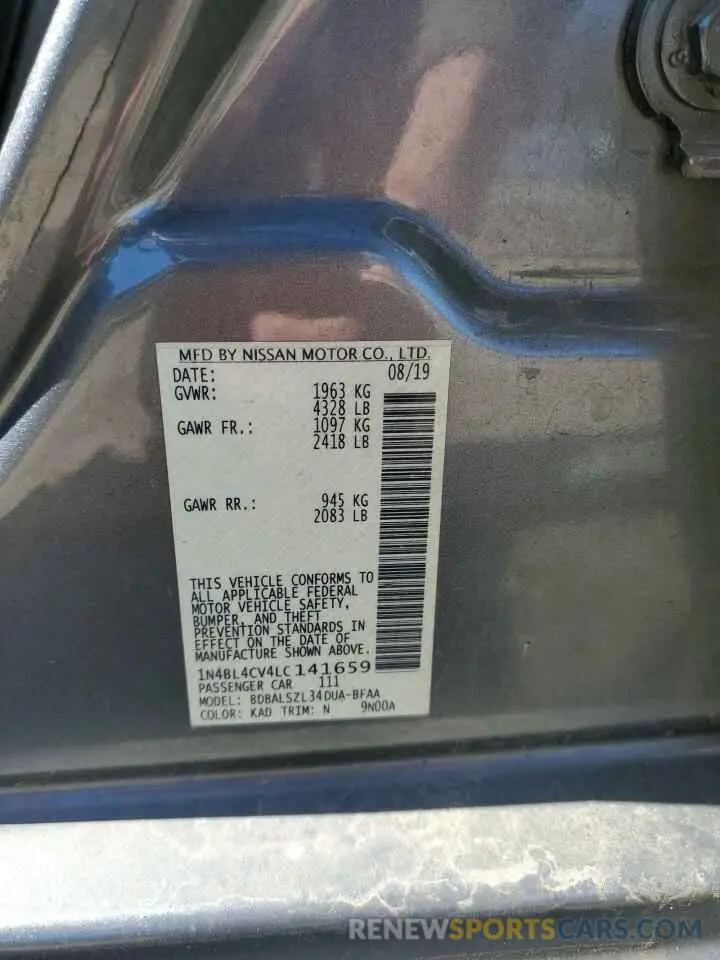 MFD BY NISSAN MOTOR CO., LTD.
DATE: 08/19
GVWR: 1963 KG
4328 LB
GAWR FR.: 1097 KG
2418 LB
GAWR RR.: 945 KG
2083 LB
THIS VEHICLE CONFORMS TO
ALL APPLICABLE FEDERAL
MOTOR VEHICLE SAFETY,
BUMPER, AND THEFT
PREVENTION STANDARDS IN
EFFECT ON THE DATE OF
MANUFACTURE SHOWN ABOVE.
1N4BL4CV4LC141659
PASSENGER CAR 111
MODEL: BDBALSZL34DUA-BFAA
COLOR: KAD TRIM: N 9N00A
RENEWSPORTSCARS.COM